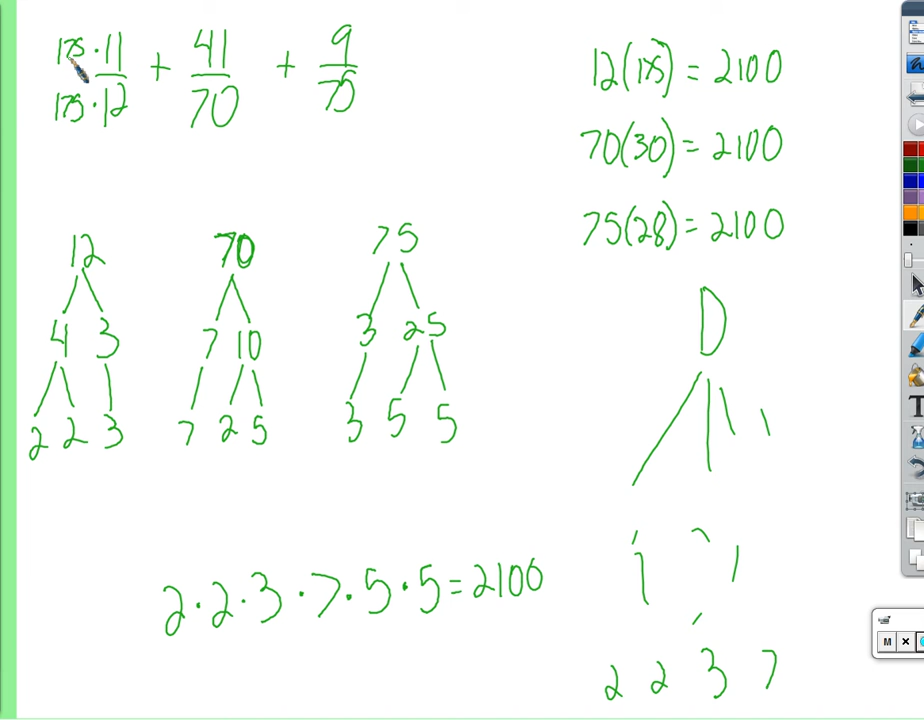 175 · 11/175 · 12 + 41/70 + 9/75
12(175) = 2100
70(30) = 2100
75(28) = 2100
12 70 75
D
4 3 7 10 3 25
2 2 3 7 2 5 3 5 5
2 · 2 · 3 · 7 · 5 · 5 = 2100
2 2 3 7
T
M ×